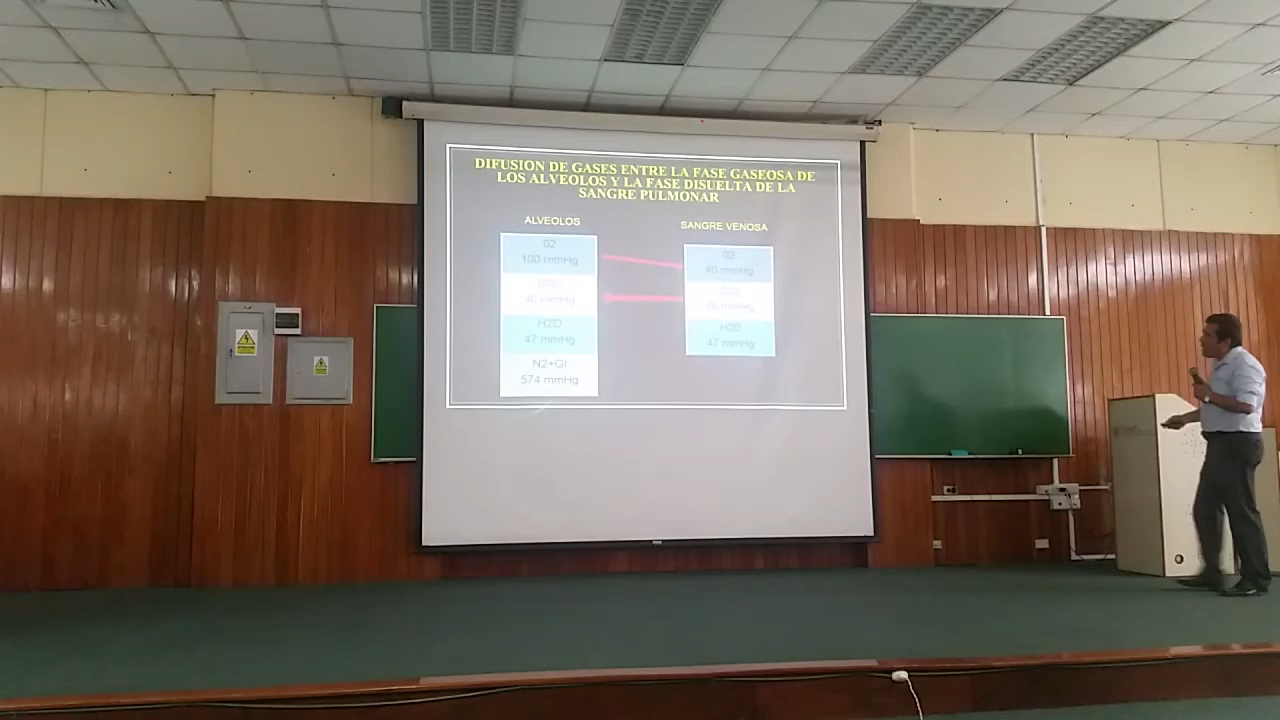 DIFUSION DE GASES ENTRE LA FASE GASEOSA DE
LOS ALVEOLOS Y LA FASE DISUELTA DE LA
SANGRE PULMONAR
ALVEOLOS
02
100 mmHg
CO2
40 mmHg
H2O
47 mmHg
N2+GI
574 mmHg
SANGRE VENOSA
02
40 mmHg
CO2
46 mmHg
H2O
47 mmHg